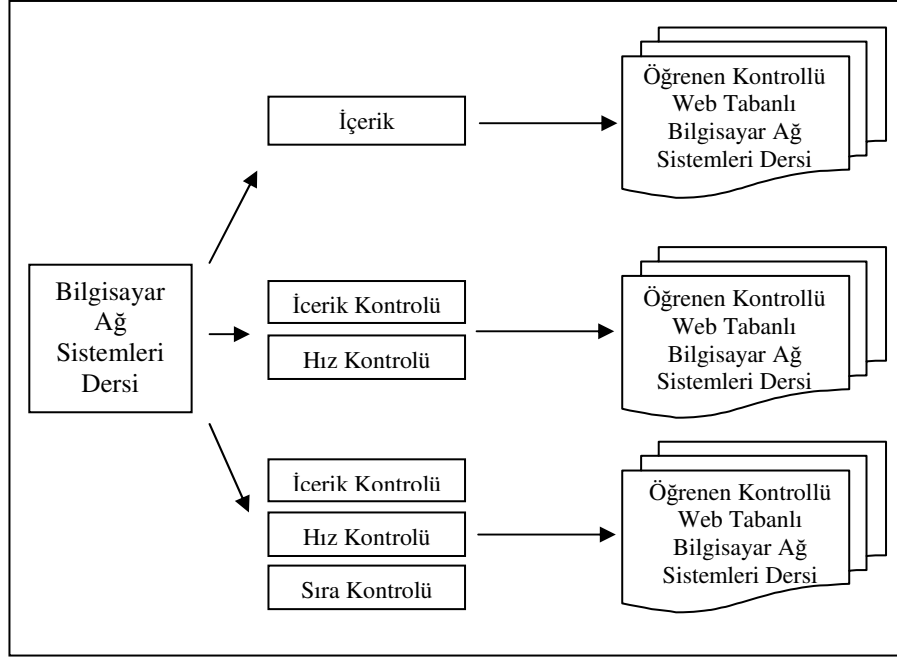 İçerik
Öğrenen Kontrollü
Web Tabanlı
Bilgisayar Ağ
Sistemleri Dersi
Bilgisayar
Ağ
Sistemleri
Dersi
İcerik Kontrolü
Hız Kontrolü
Öğrenen Kontrollü
Web Tabanlı
Bilgisayar Ağ
Sistemleri Dersi
İcerik Kontrolü
Hız Kontrolü
Sıra Kontrolü
Öğrenen Kontrollü
Web Tabanlı
Bilgisayar Ağ
Sistemleri Dersi